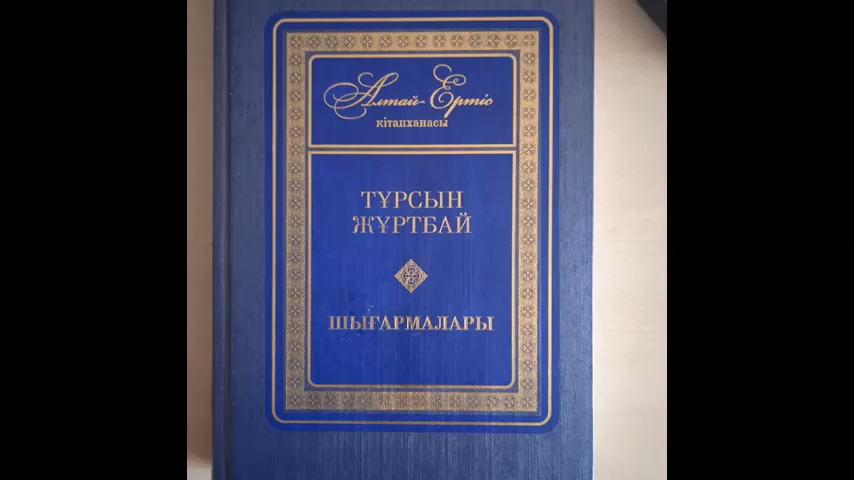 Алтай-Ертіс
кітапханасы
ТҰРСЫН
ЖҰРТБАЙ
ШЫҒАРМАЛАРЫ